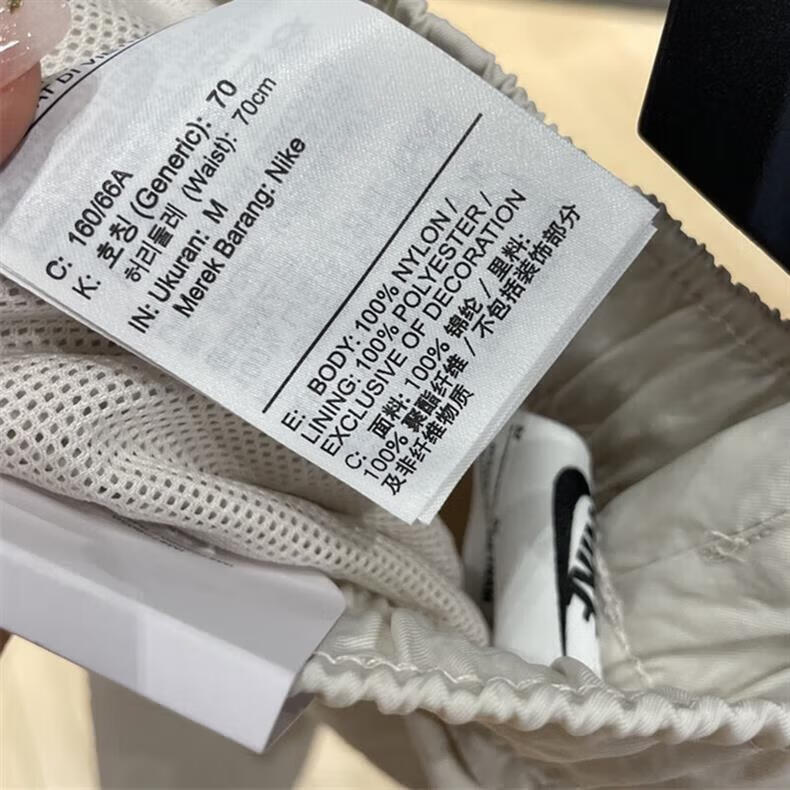 C: 160/66A
K: 호칭 (Generic): 70
허리둘레 (Waist): 70cm
IN: Ukuran: M
Merek Barang: Nike
E: BODY: 100% NYLON /
LINING: 100% POLYESTER /
EXCLUSIVE OF DECORATION
C: 面料: 100% 锦纶 / 里料:
100% 聚酯纤维 / 不包括装饰部分
及非纤维物质
NIKE